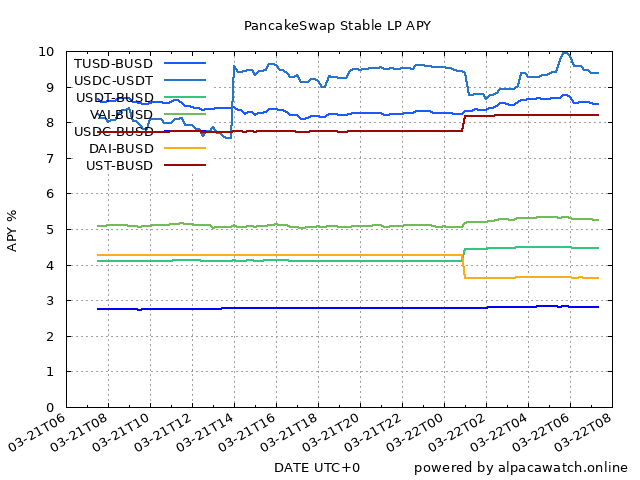 PancakeSwap Stable LP APY
10
9
8
7
6
5
4
3
2
1
0
APY %
TUSD-BUSD
USDC-USDT
USDT-BUSD
VAI-BUSD
USDC-BUSD
DAI-BUSD
UST-BUSD
03-21T06
03-21T08
03-21T10
03-21T12
03-21T14
03-21T16
03-21T18
03-21T20
03-21T22
03-22T00
03-22T02
03-22T04
03-22T06
03-22T08
DATE UTC+0
powered by alpacawatch.online